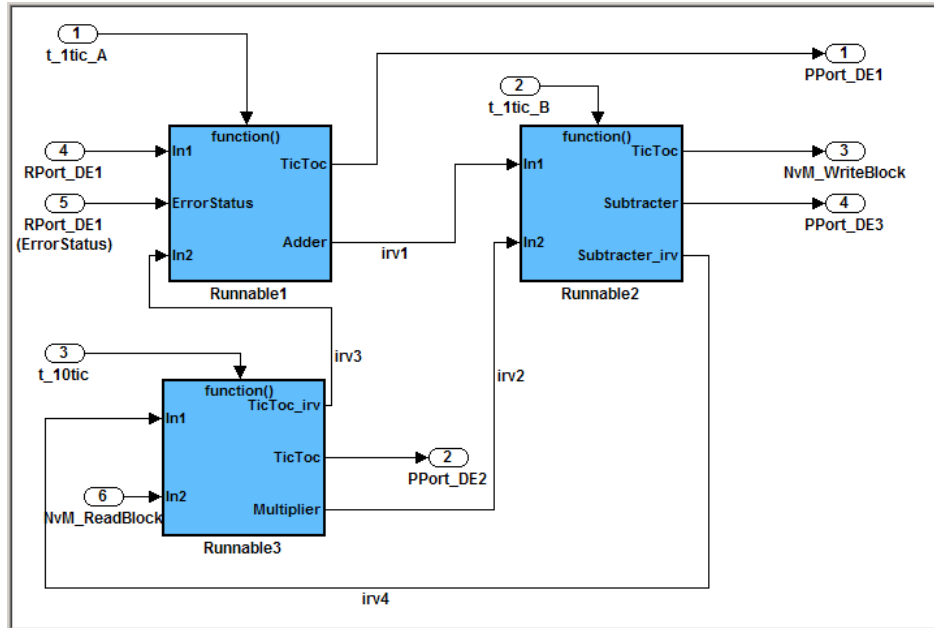 1
t_1tic_A
1
PPort_DE1
2
t_1tic_B
function()
In1
TicToc
ErrorStatus
Adder
In2
Runnable1
4
RPort_DE1
5
RPort_DE1
(ErrorStatus)
irv1
function()
TicToc
In1
Subtracter
In2
Subtracter_irv
Runnable2
3
NvM_WriteBlock
4
PPort_DE3
irv3
irv2
3
t_10tic
function()
TicToc_irv
In1
TicToc
In2
Multiplier
Runnable3
2
PPort_DE2
6
NvM_ReadBlock
irv4